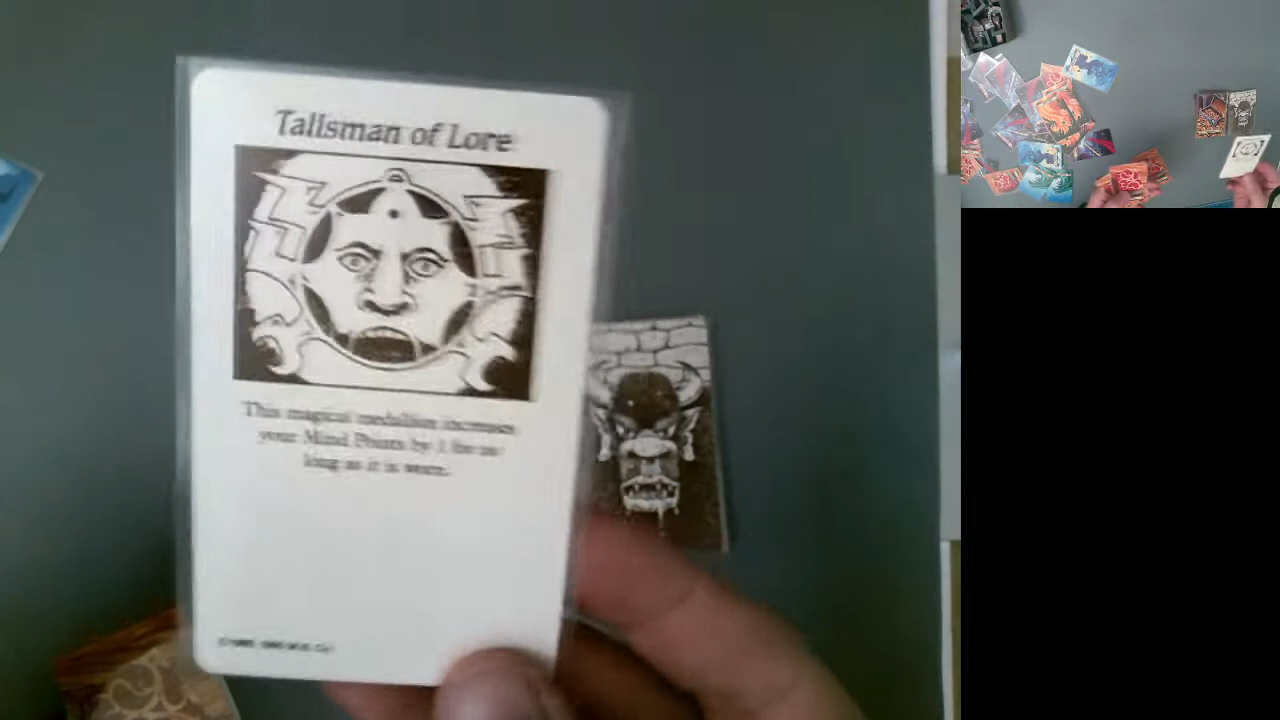 Talisman of Lore
This magical medallion increases
your Mind Points by 1 for as
long as it is worn.